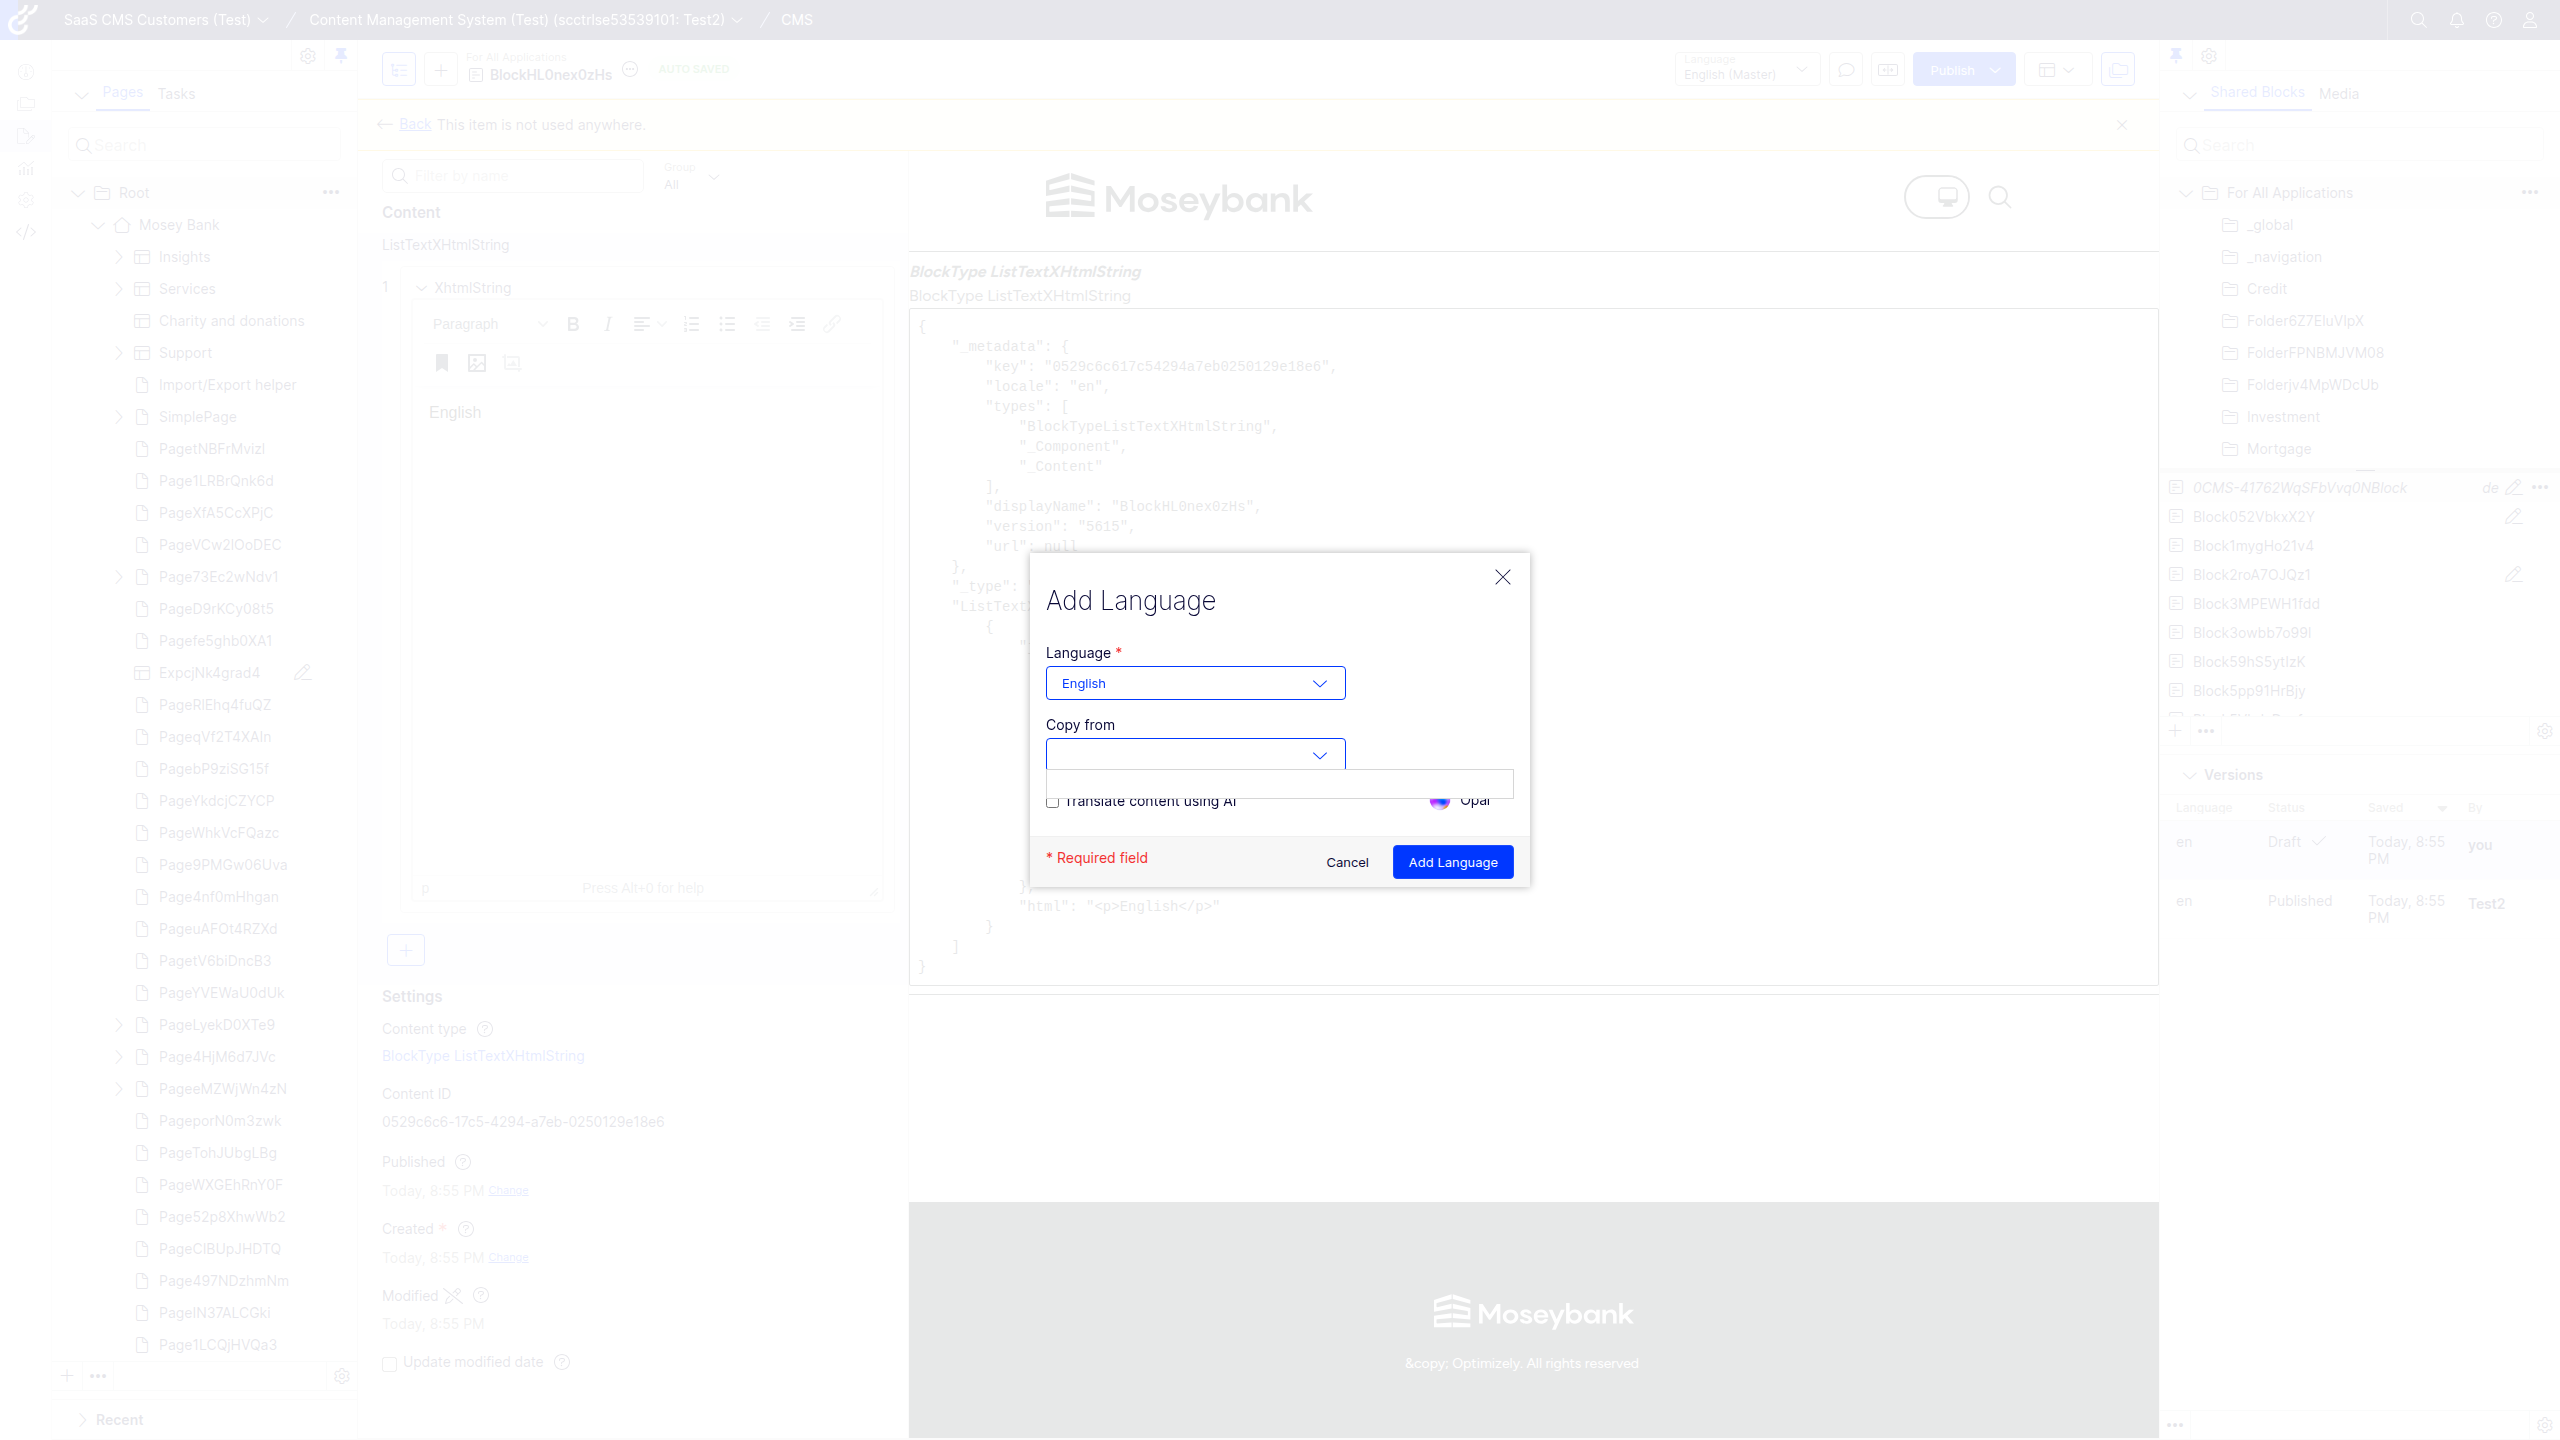 SaaS CMS Customers (Test) / Content Management System (Test) (scctrlse53539101: Test2) / CMS
Pages Tasks
Search
Root
Mosey Bank
Insights
Services
Charity and donations
Support
Import/Export helper
SimplePage
PagetNBFrMvizl
Page1LRBrQnk6d
PageXfA5CcXPjC
PageVCw2lOoDEC
Page73Ec2wNdv1
PageD9rKCy08t5
Pagefe5ghb0XA1
ExpcjNk4grad4
PageRlEhq4fuQZ
PageqVf2T4XAln
PagebP9ziSG15f
PageYkdcjCZYCP
PageWhkVcFQazc
Page9PMGw06Uva
Page4nf0mHhgan
PageuAFOt4RZXd
PagetV6biDncB3
PageYVEWaU0dUk
PageLyekD0XTe9
Page4HjM6d7JVc
PageeMZWjWn4zN
PageporN0m3zwk
PageTohJUbgLBg
PageWXGEhRnY0F
Page52p8XhwWb2
PageClBUpJHDTQ
Page497NDzhmNm
PageIN37ALCGki
Page1LCQjHVQa3
Recent
For All Applications
BlockHL0nex0zHs
AUTO SAVED
Language
English (Master)
Publish
Back This item is not used anywhere.
Filter by name
Group
All
Content
ListTextXHtmlString
1
XhtmlString
Paragraph
English
p
Press Alt+0 for help
Settings
Content type
BlockType ListTextXHtmlString
Content ID
0529c6c6-17c5-4294-a7eb-0250129e18e6
Published
Today, 8:55 PM Change
Created *
Today, 8:55 PM Change
Modified
Today, 8:55 PM
Update modified date
Moseybank
BlockType ListTextXHtmlString
BlockType ListTextXHtmlString
{
"_metadata": {
"key": "0529c6c617c54294a7eb0250129e18e6",
"locale": "en",
"types": [
"BlockTypeListTextXHtmlString",
"_Component",
"_Content"
],
"displayName": "BlockHL0nex0zHs",
"version": "5615",
"url": null
},
"_type":
"ListText
{
Add Language
Language *
English
Copy from
Translate content using AI
Opal
* Required field
Cancel
Add Language
},
"html": "<p>English</p>"
}
]
}
Moseybank
&copy; Optimizely. All rights reserved
Shared Blocks Media
Search
For All Applications
_global
_navigation
Credit
Folder6Z7EluVlpX
FolderFPNBMJVM08
Folderjv4MpWDcUb
Investment
Mortgage
0CMS-41762WqSFbVvq0NBlock de
Block052VbkxX2Y
Block1mygHo21v4
Block2roA7OJQz1
Block3MPEWH1fdd
Block3owbb7o99l
Block59hS5ytIzK
Block5pp91HrBjy
Versions
Language Status Saved By
en Draft Today, 8:55 PM you
en Published Today, 8:55 PM Test2